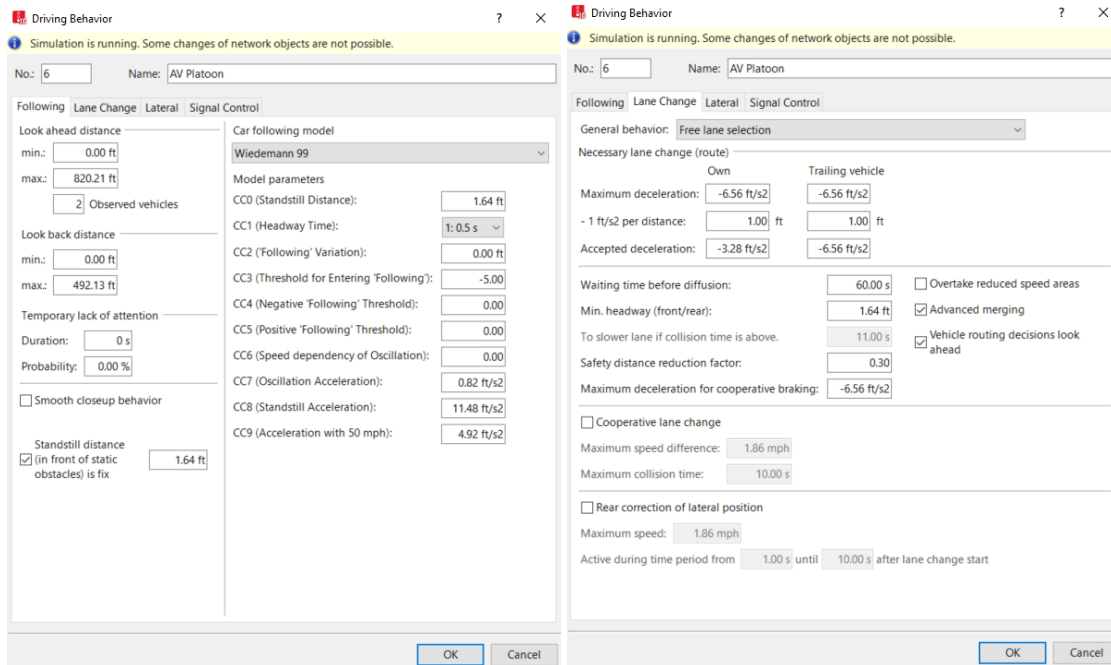 Driving Behavior ? ×
Simulation is running. Some changes of network objects are not possible.
No.: 6 Name: AV Platoon
Following Lane Change Lateral Signal Control
Look ahead distance
min.: 0.00 ft
max.: 820.21 ft
2 Observed vehicles
Look back distance
min.: 0.00 ft
max.: 492.13 ft
Temporary lack of attention
Duration: 0 s
Probability: 0.00 %
Smooth closeup behavior
Standstill distance
(in front of static
obstacles) is fix
1.64 ft
Car following model
Wiedemann 99
Model parameters
CC0 (Standstill Distance): 1.64 ft
CC1 (Headway Time): 1: 0.5 s
CC2 ('Following' Variation): 0.00 ft
CC3 (Threshold for Entering 'Following'): -5.00
CC4 (Negative 'Following' Threshold): 0.00
CC5 (Positive 'Following' Threshold): 0.00
CC6 (Speed dependency of Oscillation): 0.00
CC7 (Oscillation Acceleration): 0.82 ft/s2
CC8 (Standstill Acceleration): 11.48 ft/s2
CC9 (Acceleration with 50 mph): 4.92 ft/s2
OK Cancel
Driving Behavior ? ×
Simulation is running. Some changes of network objects are not possible.
No.: 6 Name: AV Platoon
Following Lane Change Lateral Signal Control
General behavior: Free lane selection
Necessary lane change (route)
Own Trailing vehicle
Maximum deceleration: -6.56 ft/s2 -6.56 ft/s2
- 1 ft/s2 per distance: 1.00 ft 1.00 ft
Accepted deceleration: -3.28 ft/s2 -6.56 ft/s2
Waiting time before diffusion: 60.00 s
Min. headway (front/rear): 1.64 ft
To slower lane if collision time is above. 11.00 s
Safety distance reduction factor: 0.30
Maximum deceleration for cooperative braking: -6.56 ft/s2
Overtake reduced speed areas
Advanced merging
Vehicle routing decisions look
ahead
Cooperative lane change
Maximum speed difference: 1.86 mph
Maximum collision time: 10.00 s
Rear correction of lateral position
Maximum speed: 1.86 mph
Active during time period from 1.00 s until 10.00 s after lane change start
OK Cancel